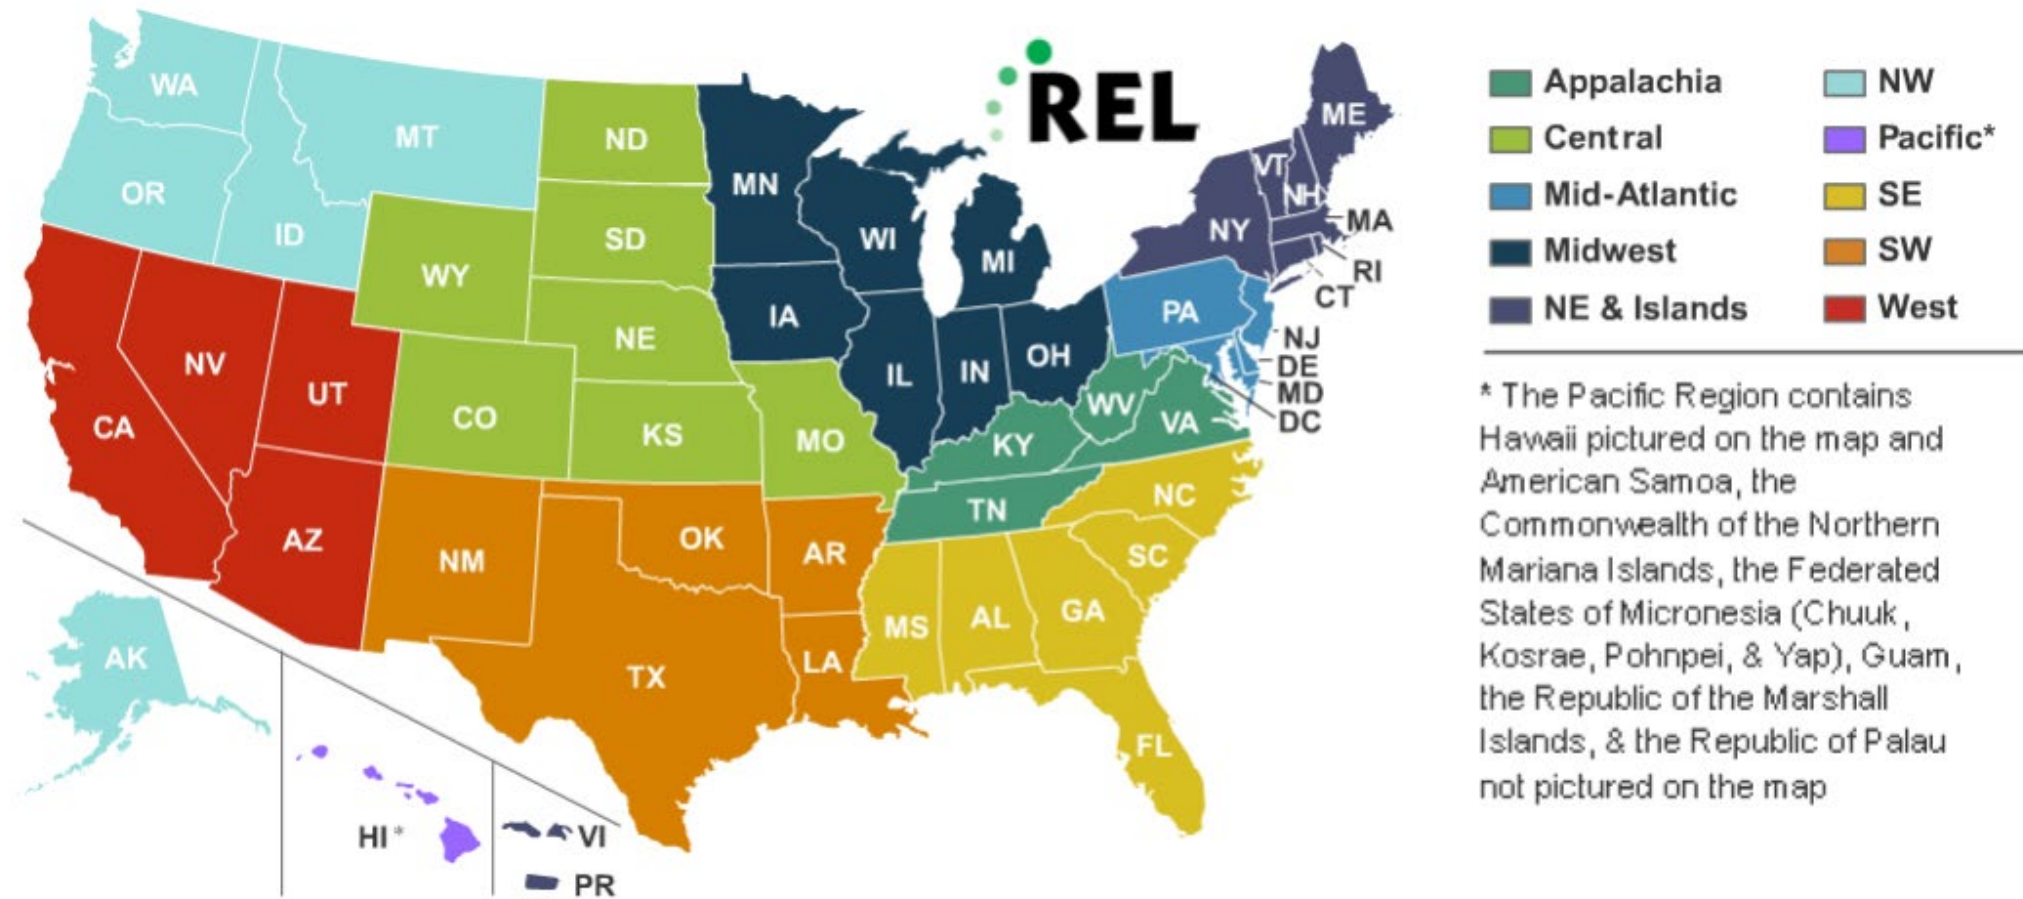 REL
WA
MT
ND
MN
ME
VT
NH
OR
ID
SD
WI
MI
NY
MA
RI
CT
WY
NE
IA
PA
NJ
DE
MD
DC
NV
UT
IL
IN
OH
CA
CO
KS
MO
WV
VA
KY
AZ
NM
OK
AR
TN
NC
SC
MS
AL
GA
AK
TX
LA
FL
HI*
VI
PR
Appalachia
Central
Mid-Atlantic
Midwest
NE & Islands
NW
Pacific*
SE
SW
West
* The Pacific Region contains
Hawaii pictured on the map and
American Samoa, the
Commonwealth of the Northern
Mariana Islands, the Federated
States of Micronesia (Chuuk,
Kosrae, Pohnpei, & Yap), Guam,
the Republic of the Marshall
Islands, & the Republic of Palau
not pictured on the map